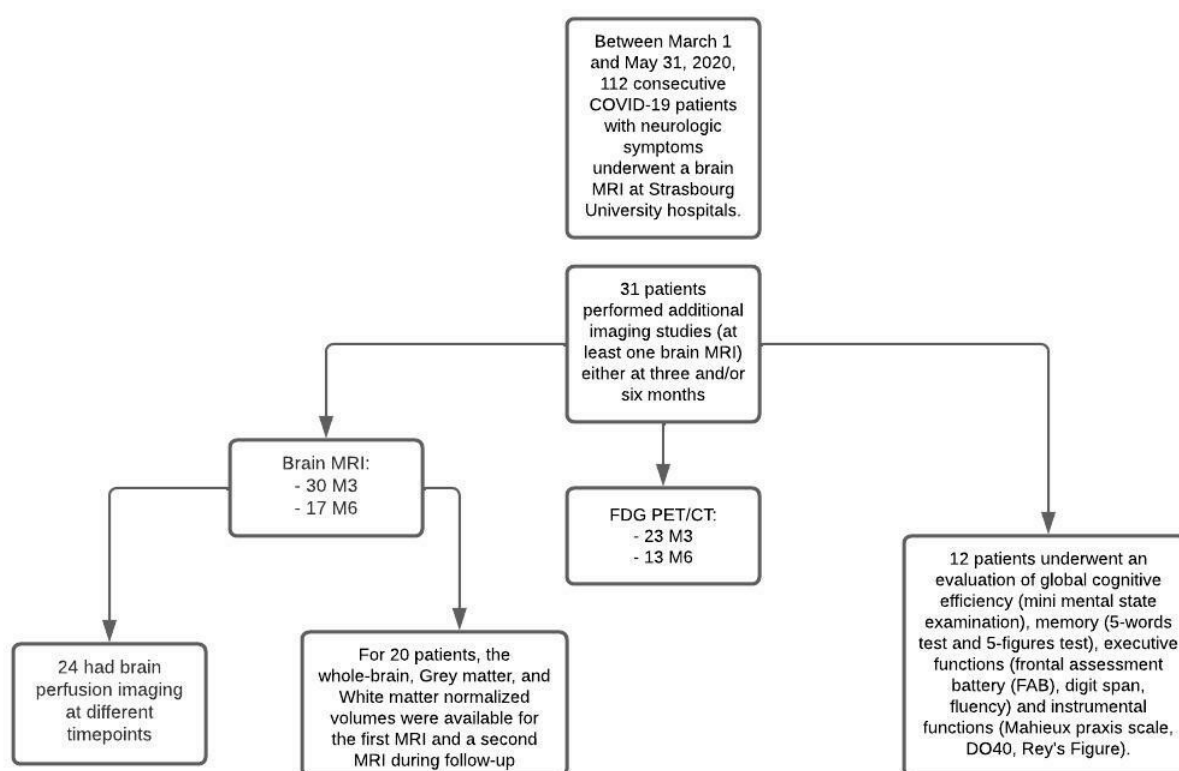 Between March 1
and May 31, 2020,
112 consecutive
COVID-19 patients
with neurologic
symptoms
underwent a brain
MRI at Strasbourg
University hospitals.
31 patients
performed additional
imaging studies (at
least one brain MRI)
either at three and/or
six months
Brain MRI:
- 30 M3
- 17 M6
FDG PET/CT:
- 23 M3
- 13 M6
12 patients underwent an
evaluation of global cognitive
efficiency (mini mental state
examination), memory (5-words
test and 5-figures test), executive
functions (frontal assessment
battery (FAB), digit span,
fluency) and instrumental
functions (Mahieux praxis scale,
DO40, Rey's Figure).
24 had brain
perfusion imaging
at different
timepoints
For 20 patients, the
whole-brain, Grey matter, and
White matter normalized
volumes were available for
the first MRI and a second
MRI during follow-up